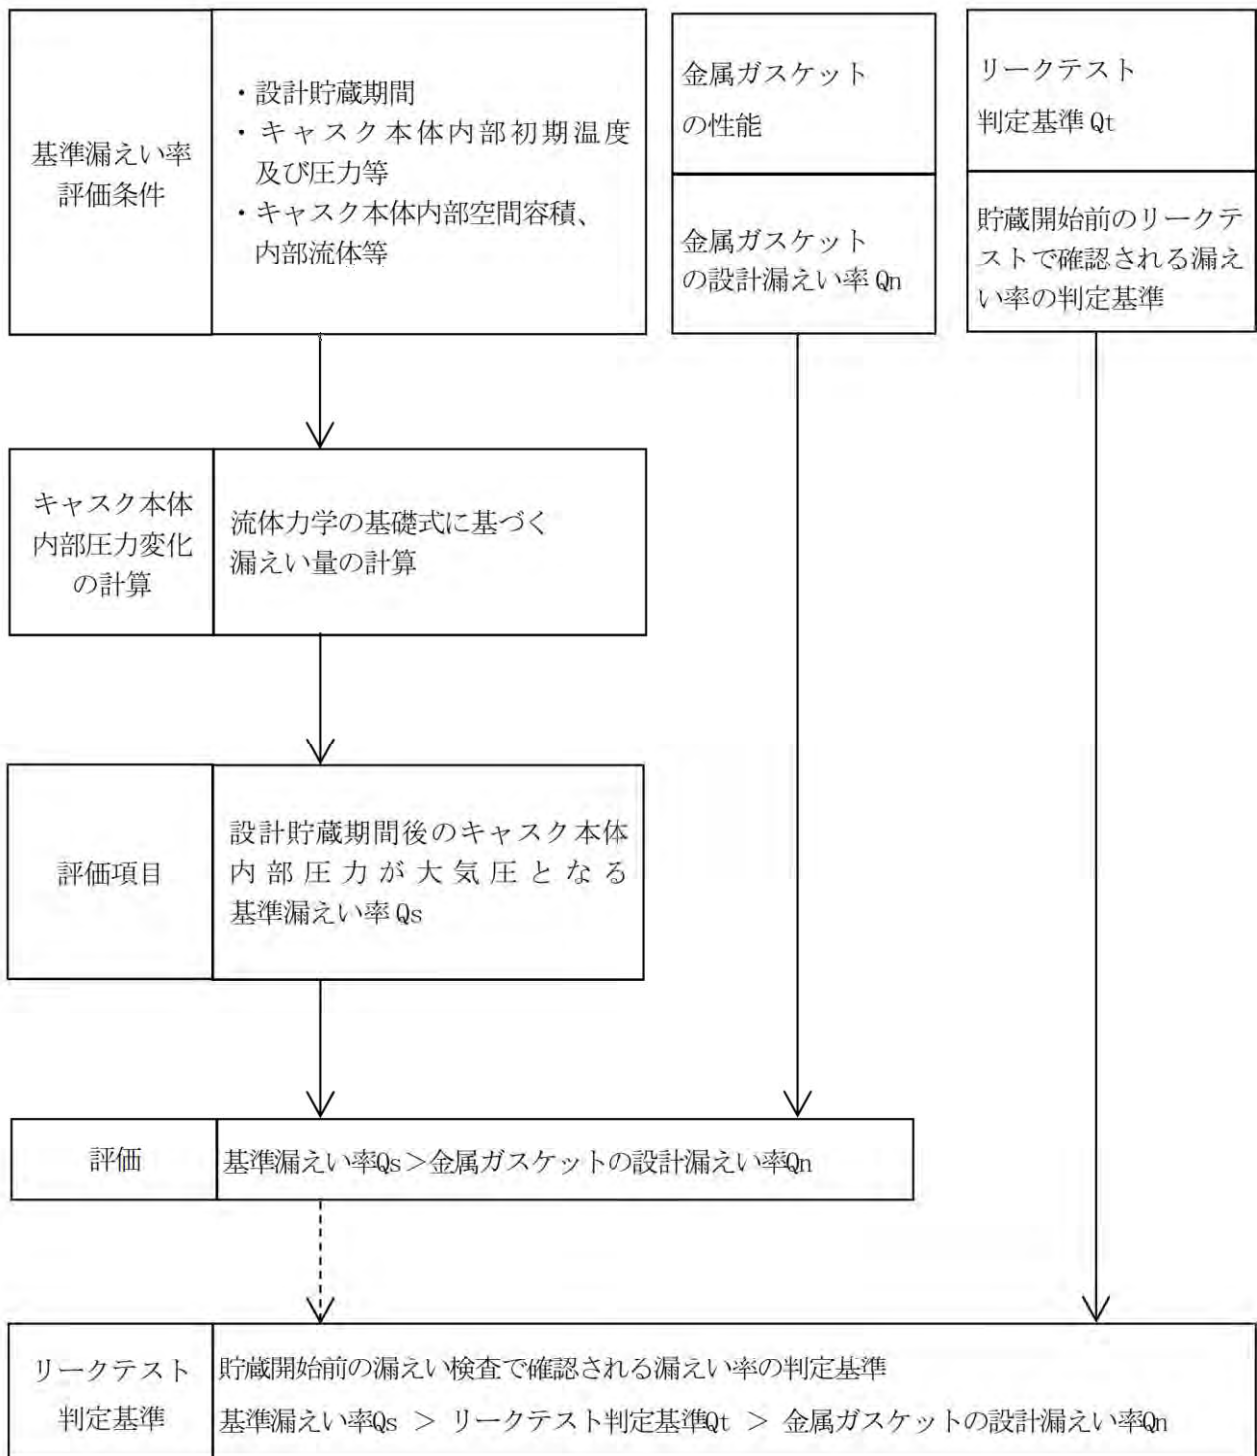 基準漏えい率
評価条件
・設計貯蔵期間
・キャスク本体内部初期温度
及び圧力等
・キャスク本体内部空間容積、
内部流体等
金属ガスケット
の性能
金属ガスケット
の設計漏えい率Qn
リークテスト
判定基準Qt
貯蔵開始前のリークテ
ストで確認される漏え
い率の判定基準
キャスク本体
内部圧力変化
の計算
流体力学の基礎式に基づく
漏えい量の計算
評価項目
設計貯蔵期間後のキャスク本体
内部圧力が大気圧となる
基準漏えい率Qs
評価
基準漏えい率Qs＞金属ガスケットの設計漏えい率Qn
リークテスト
判定基準
貯蔵開始前の漏えい検査で確認される漏えい率の判定基準
基準漏えい率Qs ＞ リークテスト判定基準Qt ＞ 金属ガスケットの設計漏えい率Qn